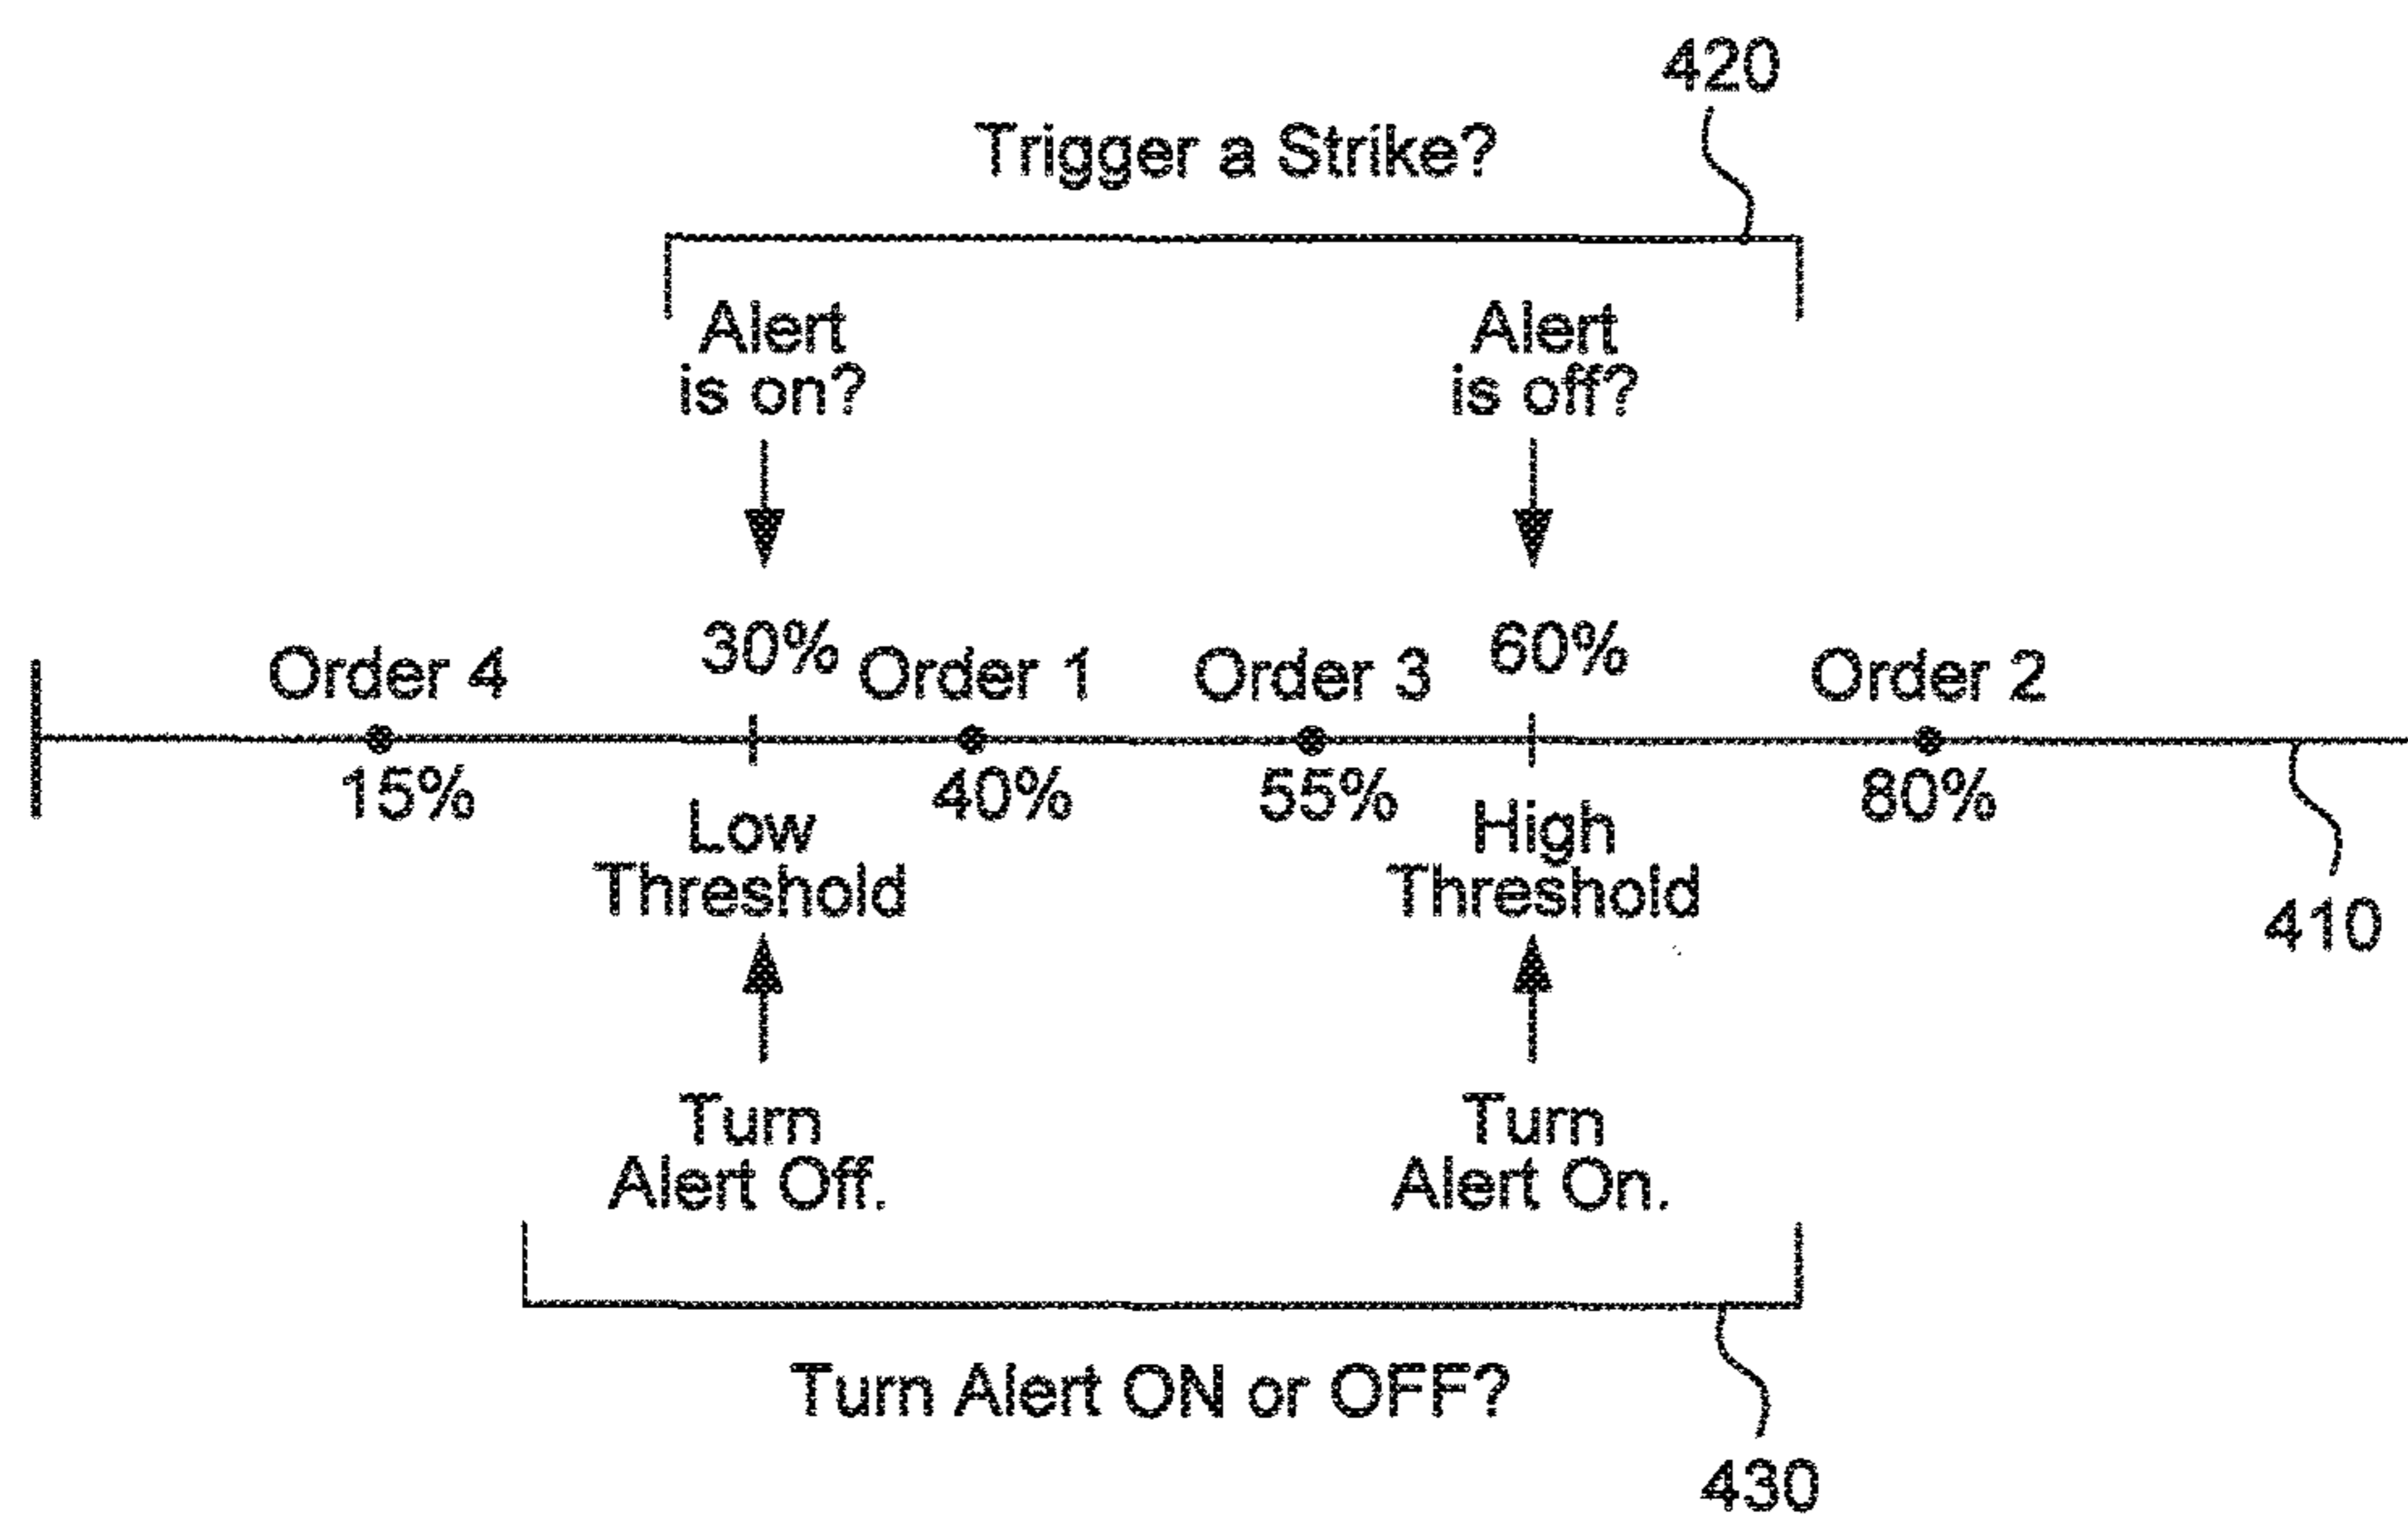 420
Trigger a Strike?
Alert
is on?
Alert
is off?
30%
60%
Order 4
Order 1
Order 3
Order 2
15%
40%
55%
80%
Low
Threshold
High
Threshold
410
Turn
Alert Off.
Turn
Alert On.
Turn Alert ON or OFF?
430